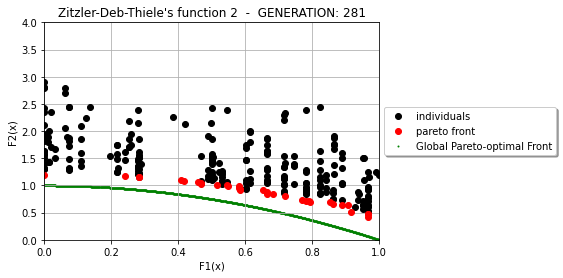 Zitzler-Deb-Thiele's function 2 - GENERATION: 281
4.0
3.5
3.0
2.5
2.0
1.5
1.0
0.5
0.0
F2(x)
0.0 0.2 0.4 0.6 0.8 1.0
F1(x)
individuals
pareto front
Global Pareto-optimal Front